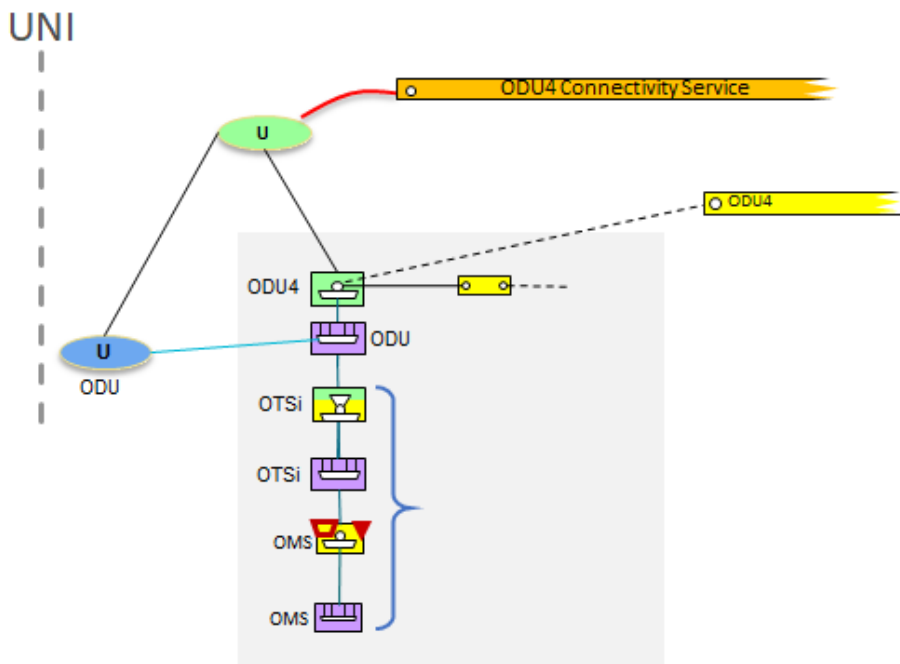 UNI
ODU4 Connectivity Service
U
ODU4
ODU4
ODU
U
ODU
OTSi
OTSi
OMS
OMS